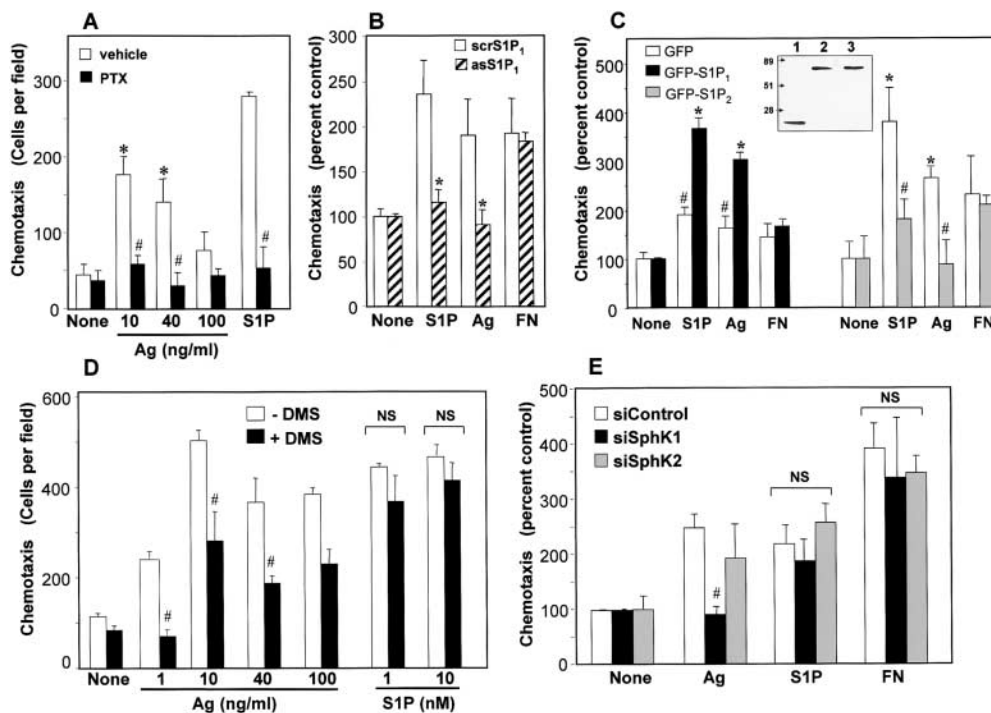 A
Chemotaxis (Cells per field)
300
200
100
0
vehicle
PTX
*
*
#
#
#
None
10
40
100
S1P
Ag (ng/ml)
B
Chemotaxis (percent control)
300
250
200
150
100
50
0
scrS1P₁
asS1P₁
*
*
None
S1P
Ag
FN
C
Chemotaxis (percent control)
500
400
300
200
100
0
GFP
GFP-S1P₁
GFP-S1P₂
1 2 3
89
51
28
#
*
#
*
*
#
*
#
None
S1P
Ag
FN
None
S1P
Ag
FN
D
Chemotaxis (Cells per field)
600
400
200
0
- DMS
+ DMS
#
#
#
NS
NS
None
1
10
40
100
1
10
Ag (ng/ml)
S1P (nM)
E
Chemotaxis (percent control)
500
400
300
200
100
0
siControl
siSphK1
siSphK2
#
NS
NS
None
Ag
S1P
FN